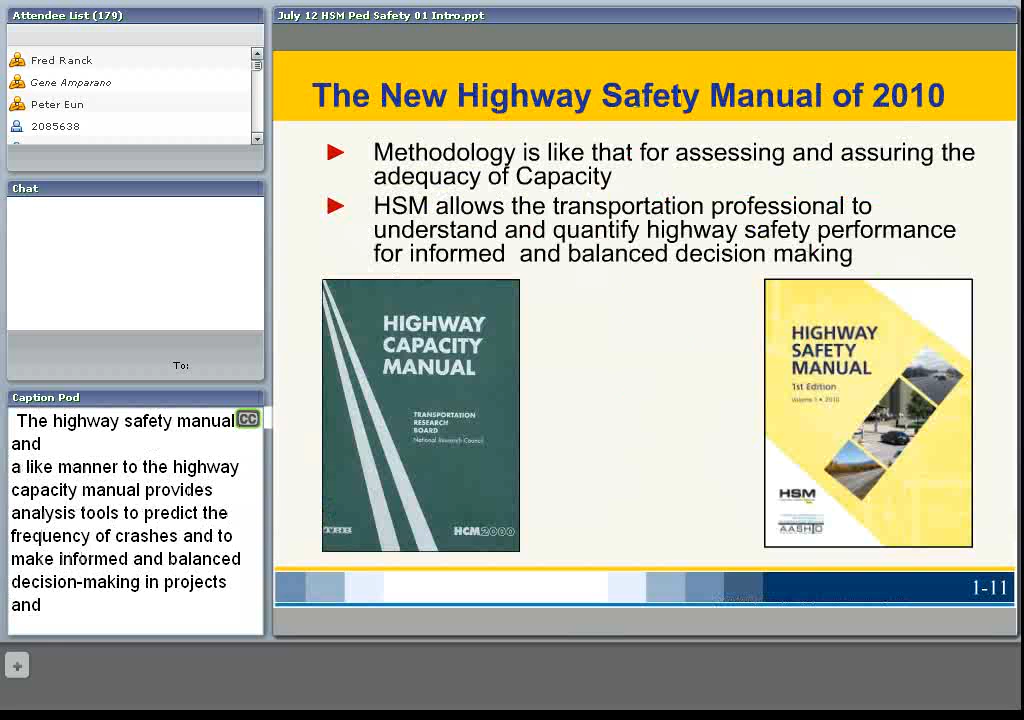 Attendee List (179)
Fred Ranck
Gene Amparano
Peter Eun
2085638
Chat
To:
Caption Pod
The highway safety manual
CC
and
a like manner to the highway
capacity manual provides
analysis tools to predict the
frequency of crashes and to
make informed and balanced
decision-making in projects
and
July 12 HSM Ped Safety 01 Intro.ppt
The New Highway Safety Manual of 2010
Methodology is like that for assessing and assuring the
adequacy of Capacity
HSM allows the transportation professional to
understand and quantify highway safety performance
for informed and balanced decision making
HIGHWAY
CAPACITY
MANUAL
TRANSPORTATION
RESEARCH
BOARD
National Research Council
TRB
HCM2000
HIGHWAY
SAFETY
MANUAL
1st Edition
Volume 1 • 2010
HSM
AASHTO
1-11